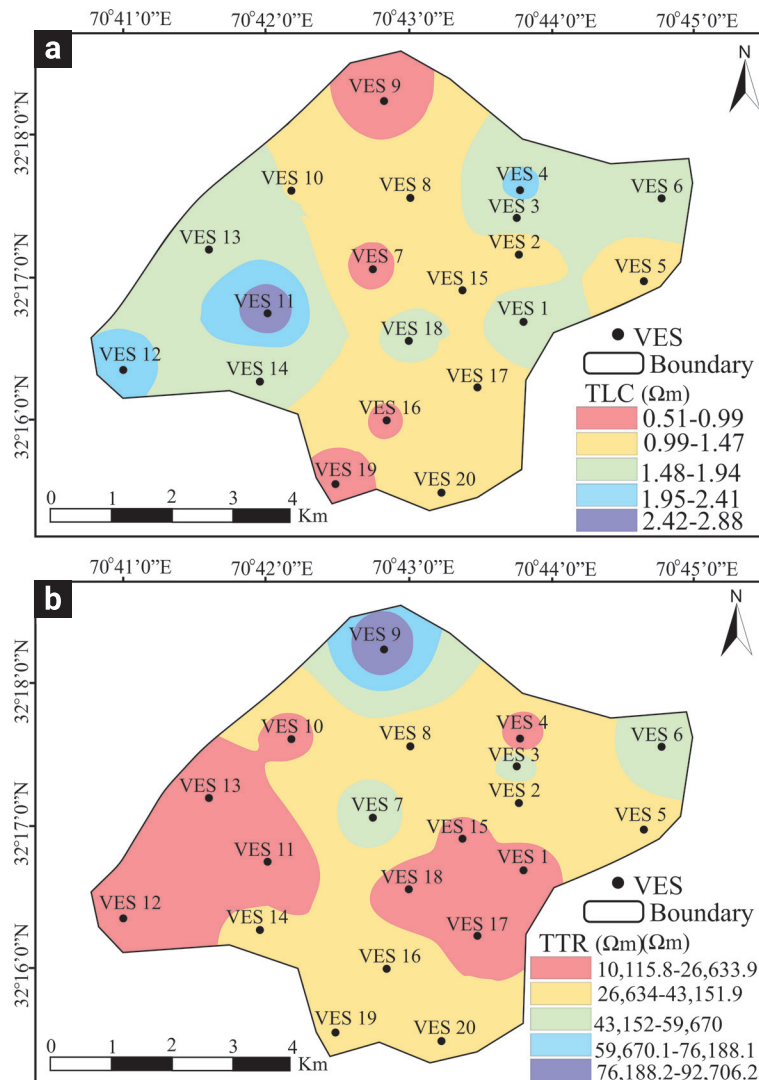 70°41’0”E 70°42’0”E 70°43’0”E 70°44’0”E 70°45’0”E
a
N
VES 9
32°18’0”N
VES 10
VES 8
VES 4
VES 6
VES 3
VES 13
VES 2
VES 7
VES 5
32°17’0”N
VES 15
VES 11
VES 1
VES 18
VES 12
VES 14
VES 17
VES 16
32°16’0”N
VES 19
VES 20
VES
Boundary
TLC (Ωm)
0.51-0.99
0.99-1.47
1.48-1.94
1.95-2.41
2.42-2.88
0 1 2 3 4
Km
70°41’0”E 70°42’0”E 70°43’0”E 70°44’0”E 70°45’0”E
b
N
VES 9
32°18’0”N
VES 10
VES 8
VES 4
VES 6
VES 3
VES 13
VES 2
VES 7
VES 5
32°17’0”N
VES 15
VES 11
VES 1
VES 18
VES 12
VES 14
VES 17
VES 16
32°16’0”N
VES 19
VES 20
VES
Boundary
TTR (Ωm)(Ωm)
10,115.8-26,633.9
26,634-43,151.9
43,152-59,670
59,670.1-76,188.1
76,188.2-92,706.2
0 1 2 3 4
Km